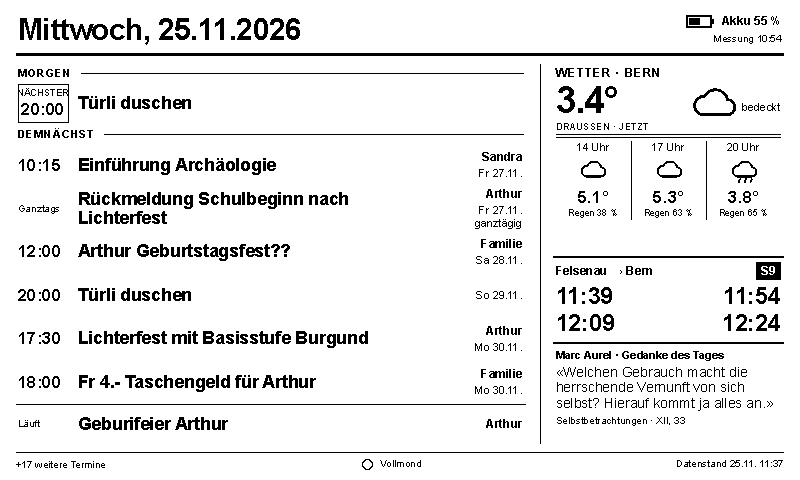 Mittwoch, 25.11.2026
Akku 55 %
Messung 10:54
MORGEN
NÄCHSTER
20:00 Türli duschen
DEMNÄCHST
10:15 Einführung Archäologie Sandra
Fr 27.11.
Ganztags Rückmeldung Schulbeginn nach Lichterfest Arthur
Fr 27.11.
ganztägig
12:00 Arthur Geburtstagsfest?? Familie
Sa 28.11.
20:00 Türli duschen So 29.11.
17:30 Lichterfest mit Basisstufe Burgund Arthur
Mo 30.11.
18:00 Fr 4.- Taschengeld für Arthur Familie
Mo 30.11.
Läuft Geburifeier Arthur Arthur
WETTER · BERN
3.4° bedeckt
DRAUSSEN · JETZT
14 Uhr 17 Uhr 20 Uhr
5.1° 5.3° 3.8°
Regen 38 % Regen 63 % Regen 65 %
Felsenau › Bern S9
11:39 11:54
12:09 12:24
Marc Aurel · Gedanke des Tages
«Welchen Gebrauch macht die
herrschende Vernunft von sich
selbst? Hierauf kommt ja alles an.»
Selbstbetrachtungen · XII, 33
+17 weitere Termine
Vollmond
Datenstand 25.11. 11:37